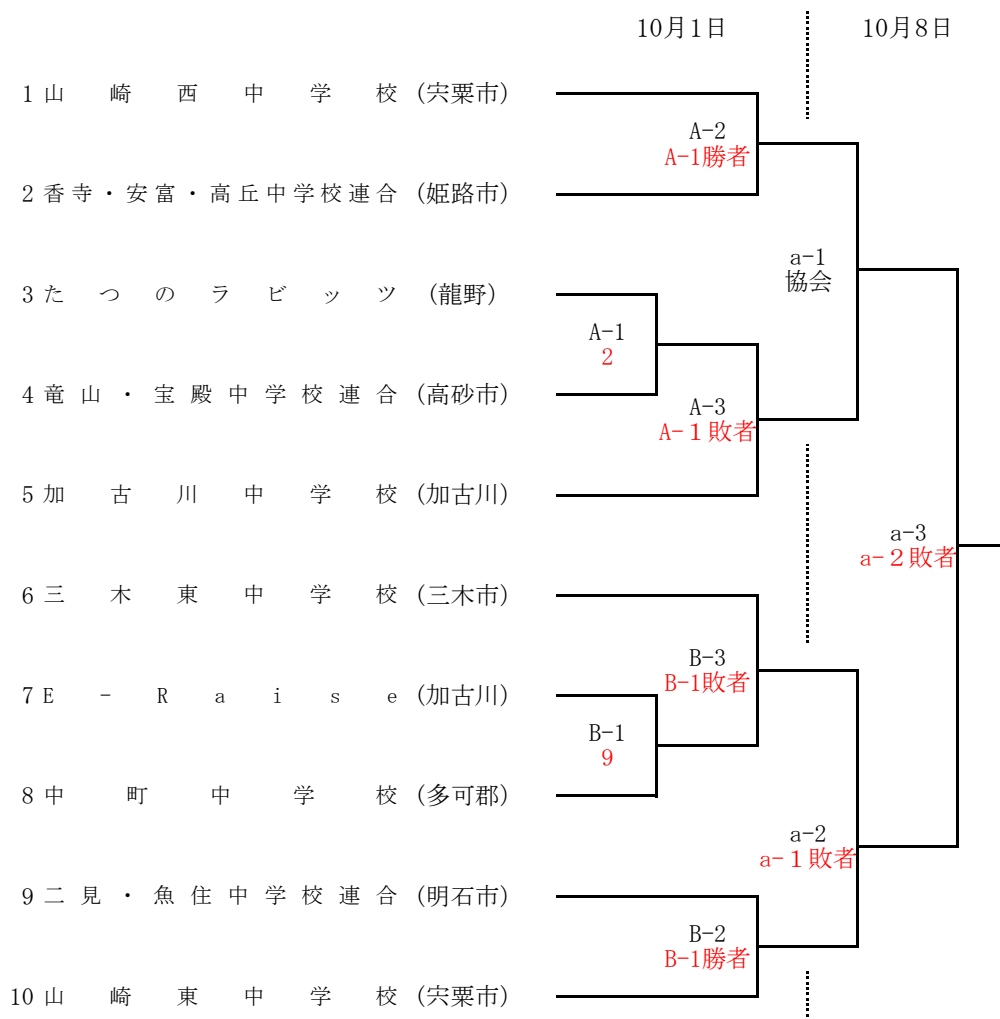 10月1日
10月8日
1 山崎西中学校 (宍粟市)
A-2
A-1勝者
2 香寺・安富・高丘中学校連合 (姫路市)
a-1
協会
3 たつのラビッツ (龍野)
A-1
2
4 竜山・宝殿中学校連合 (高砂市)
A-3
A-１敗者
5 加古川中学校 (加古川)
a-3
a-２敗者
6 三木東中学校 (三木市)
B-3
B-1敗者
7 E-Raise (加古川)
B-1
9
8 中町中学校 (多可郡)
a-2
a-１敗者
9 二見・魚住中学校連合 (明石市)
B-2
B-1勝者
10 山崎東中学校 (宍粟市)